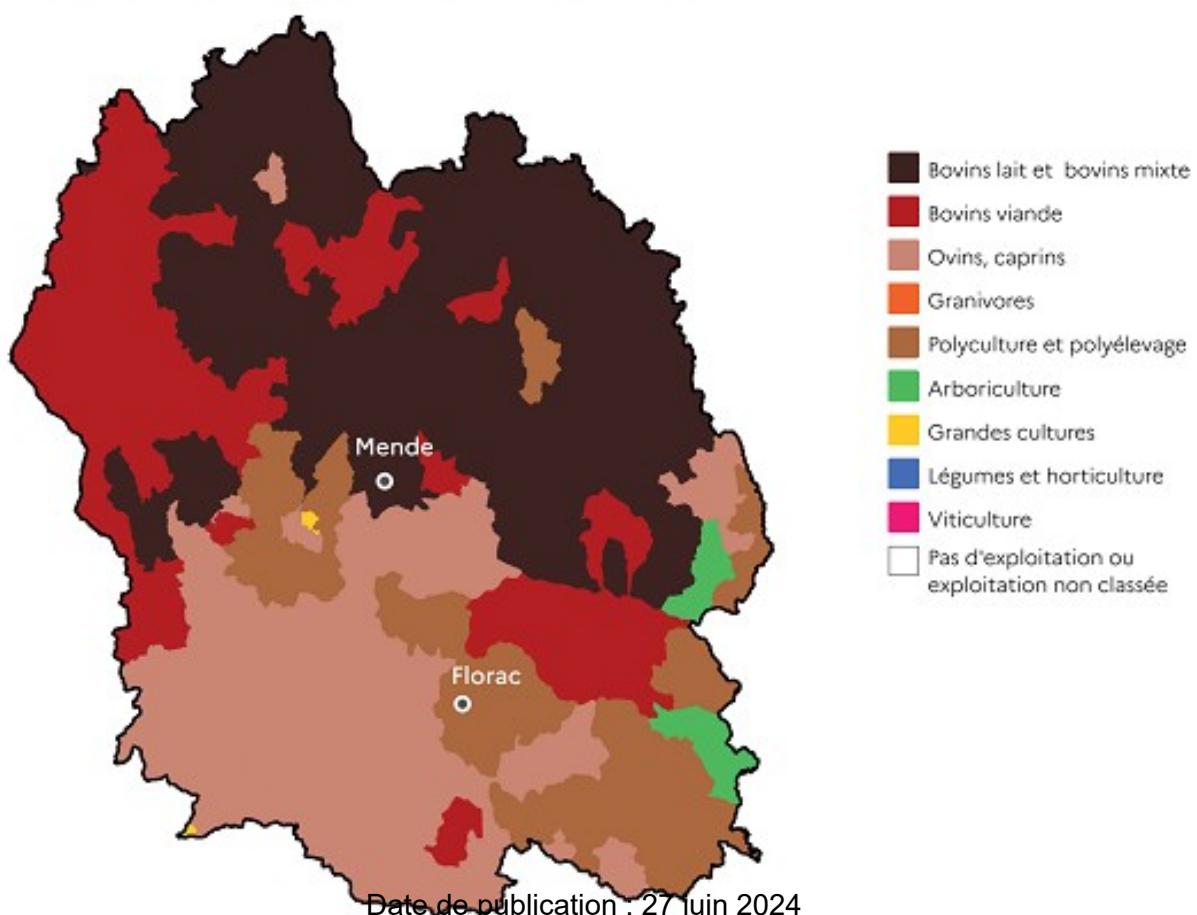 Bovins lait et bovins mixte
Bovins viande
Ovins, caprins
Granivores
Polyculture et polyélevage
Arboriculture
Grandes cultures
Légumes et horticulture
Viticulture
Pas d'exploitation ou
exploitation non classée
Mende
Florac
Date de publication : 27 juin 2024